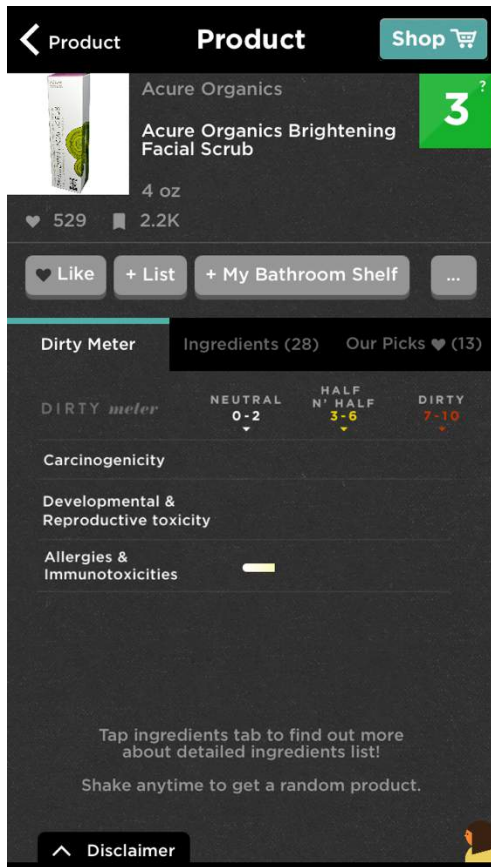 Product
Product
Shop
Acure Organics
3
?
Acure Organics Brightening
Facial Scrub
4 oz
529
2.2K
Like
+ List
+ My Bathroom Shelf
...
Dirty Meter
Ingredients (28)
Our Picks ♥ (13)
DIRTY meter
NEUTRAL
0-2
HALF
N' HALF
3-6
DIRTY
7-10
Carcinogenicity
Developmental &
Reproductive toxicity
Allergies &
Immunotoxicities
Tap ingredients tab to find out more
about detailed ingredients list!
Shake anytime to get a random product.
Disclaimer